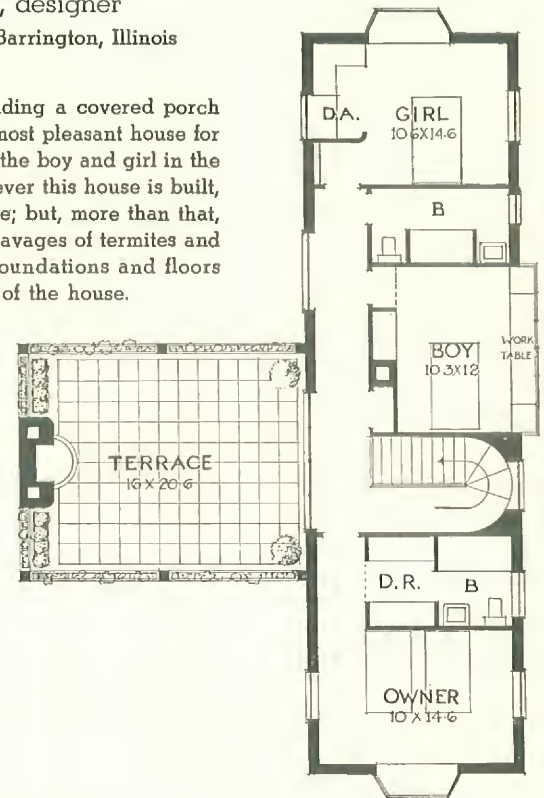 , designer
Barrington, Illinois
ding a covered porch
most pleasant house for
the boy and girl in the
ever this house is built,
e; but, more than that,
avages of termites and
oundations and floors
of the house.
D.A.
GIRL
10·6X14·6
B
BOY
10·3X12
WORK
TABLE
TERRACE
16 X 20·6
D.R.
B
OWNER
10 X 14·6